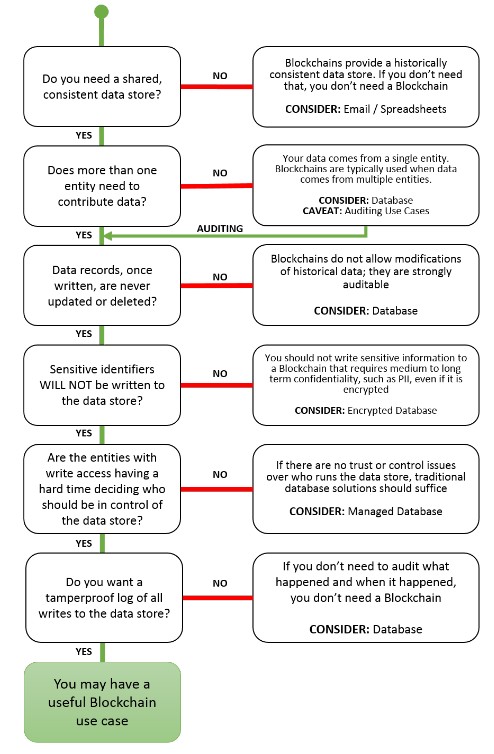 Do you need a shared,
consistent data store?
NO
Blockchains provide a historically
consistent data store. If you don't need
that, you don't need a Blockchain
CONSIDER: Email / Spreadsheets
YES
Does more than one
entity need to
contribute data?
NO
Your data comes from a single entity.
Blockchains are typically used when data
comes from multiple entities.
CONSIDER: Database
CAVEAT: Auditing Use Cases
YES
AUDITING
Data records, once
written, are never
updated or deleted?
NO
Blockchains do not allow modifications
of historical data; they are strongly
auditable
CONSIDER: Database
YES
Sensitive identifiers
WILL NOT be written to
the data store?
NO
You should not write sensitive information to
a Blockchain that requires medium to long
term confidentiality, such as PII, even if it is
encrypted
CONSIDER: Encrypted Database
YES
Are the entities with
write access having a
hard time deciding who
should be in control of
the data store?
NO
If there are no trust or control issues
over who runs the data store, traditional
database solutions should suffice
CONSIDER: Managed Database
YES
Do you want a
tamperproof log of all
writes to the data store?
NO
If you don't need to audit what
happened and when it happened,
you don't need a Blockchain
CONSIDER: Database
YES
You may have a
useful Blockchain
use case